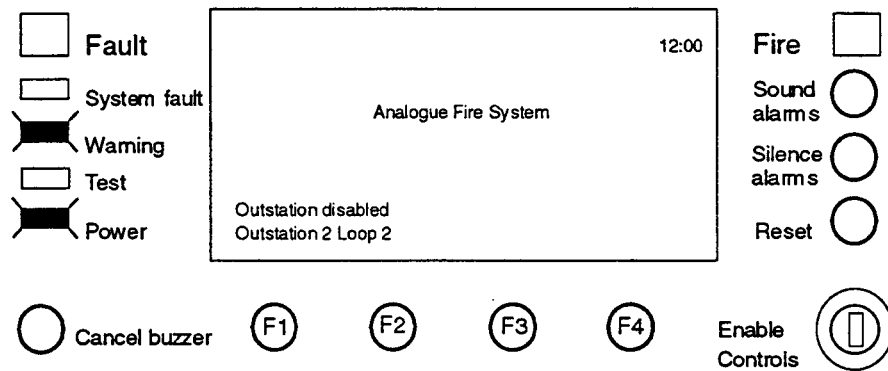 Fault
System fault
Warning
Test
Power
12:00
Analogue Fire System
Outstation disabled
Outstation 2 Loop 2
Fire
Sound
alarms
Silence
alarms
Reset
Cancel buzzer
F1
F2
F3
F4
Enable
Controls